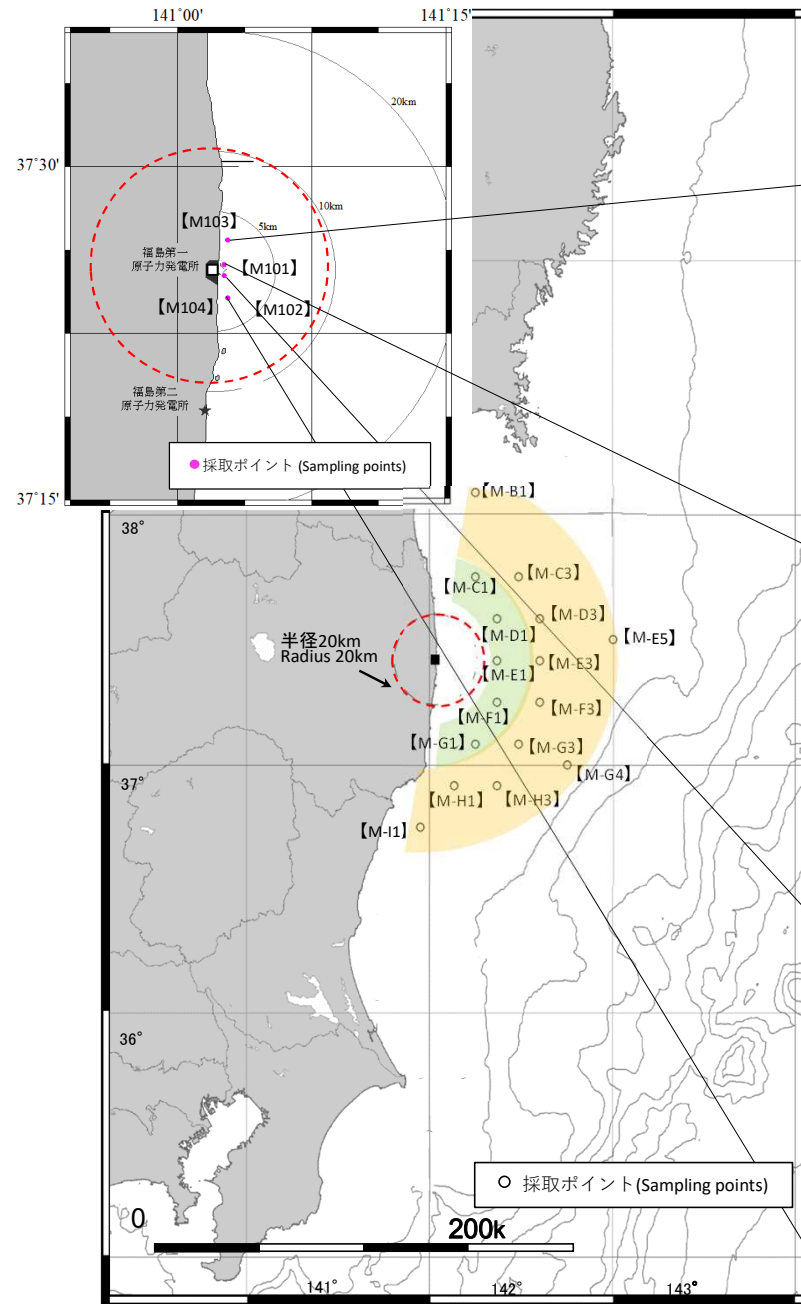 141°00'
141°15'
20km
37°30'
10km
【M103】
5km
福島第一
原子力発電所
【M101】
【M104】
【M102】
福島第二
原子力発電所
採取ポイント (Sampling points)
37°15'
【M-B1】
38°
【M-C1】
【M-C3】
【M-D3】
【M-D1】
【M-E5】
半径20km
Radius 20km
【M-E3】
【M-E1】
【M-F1】
【M-F3】
【M-G1】
【M-G3】
【M-G4】
37°
【M-H1】
【M-H3】
【M-I1】
36°
採取ポイント(Sampling points)
0
200k
141°
142°
143°